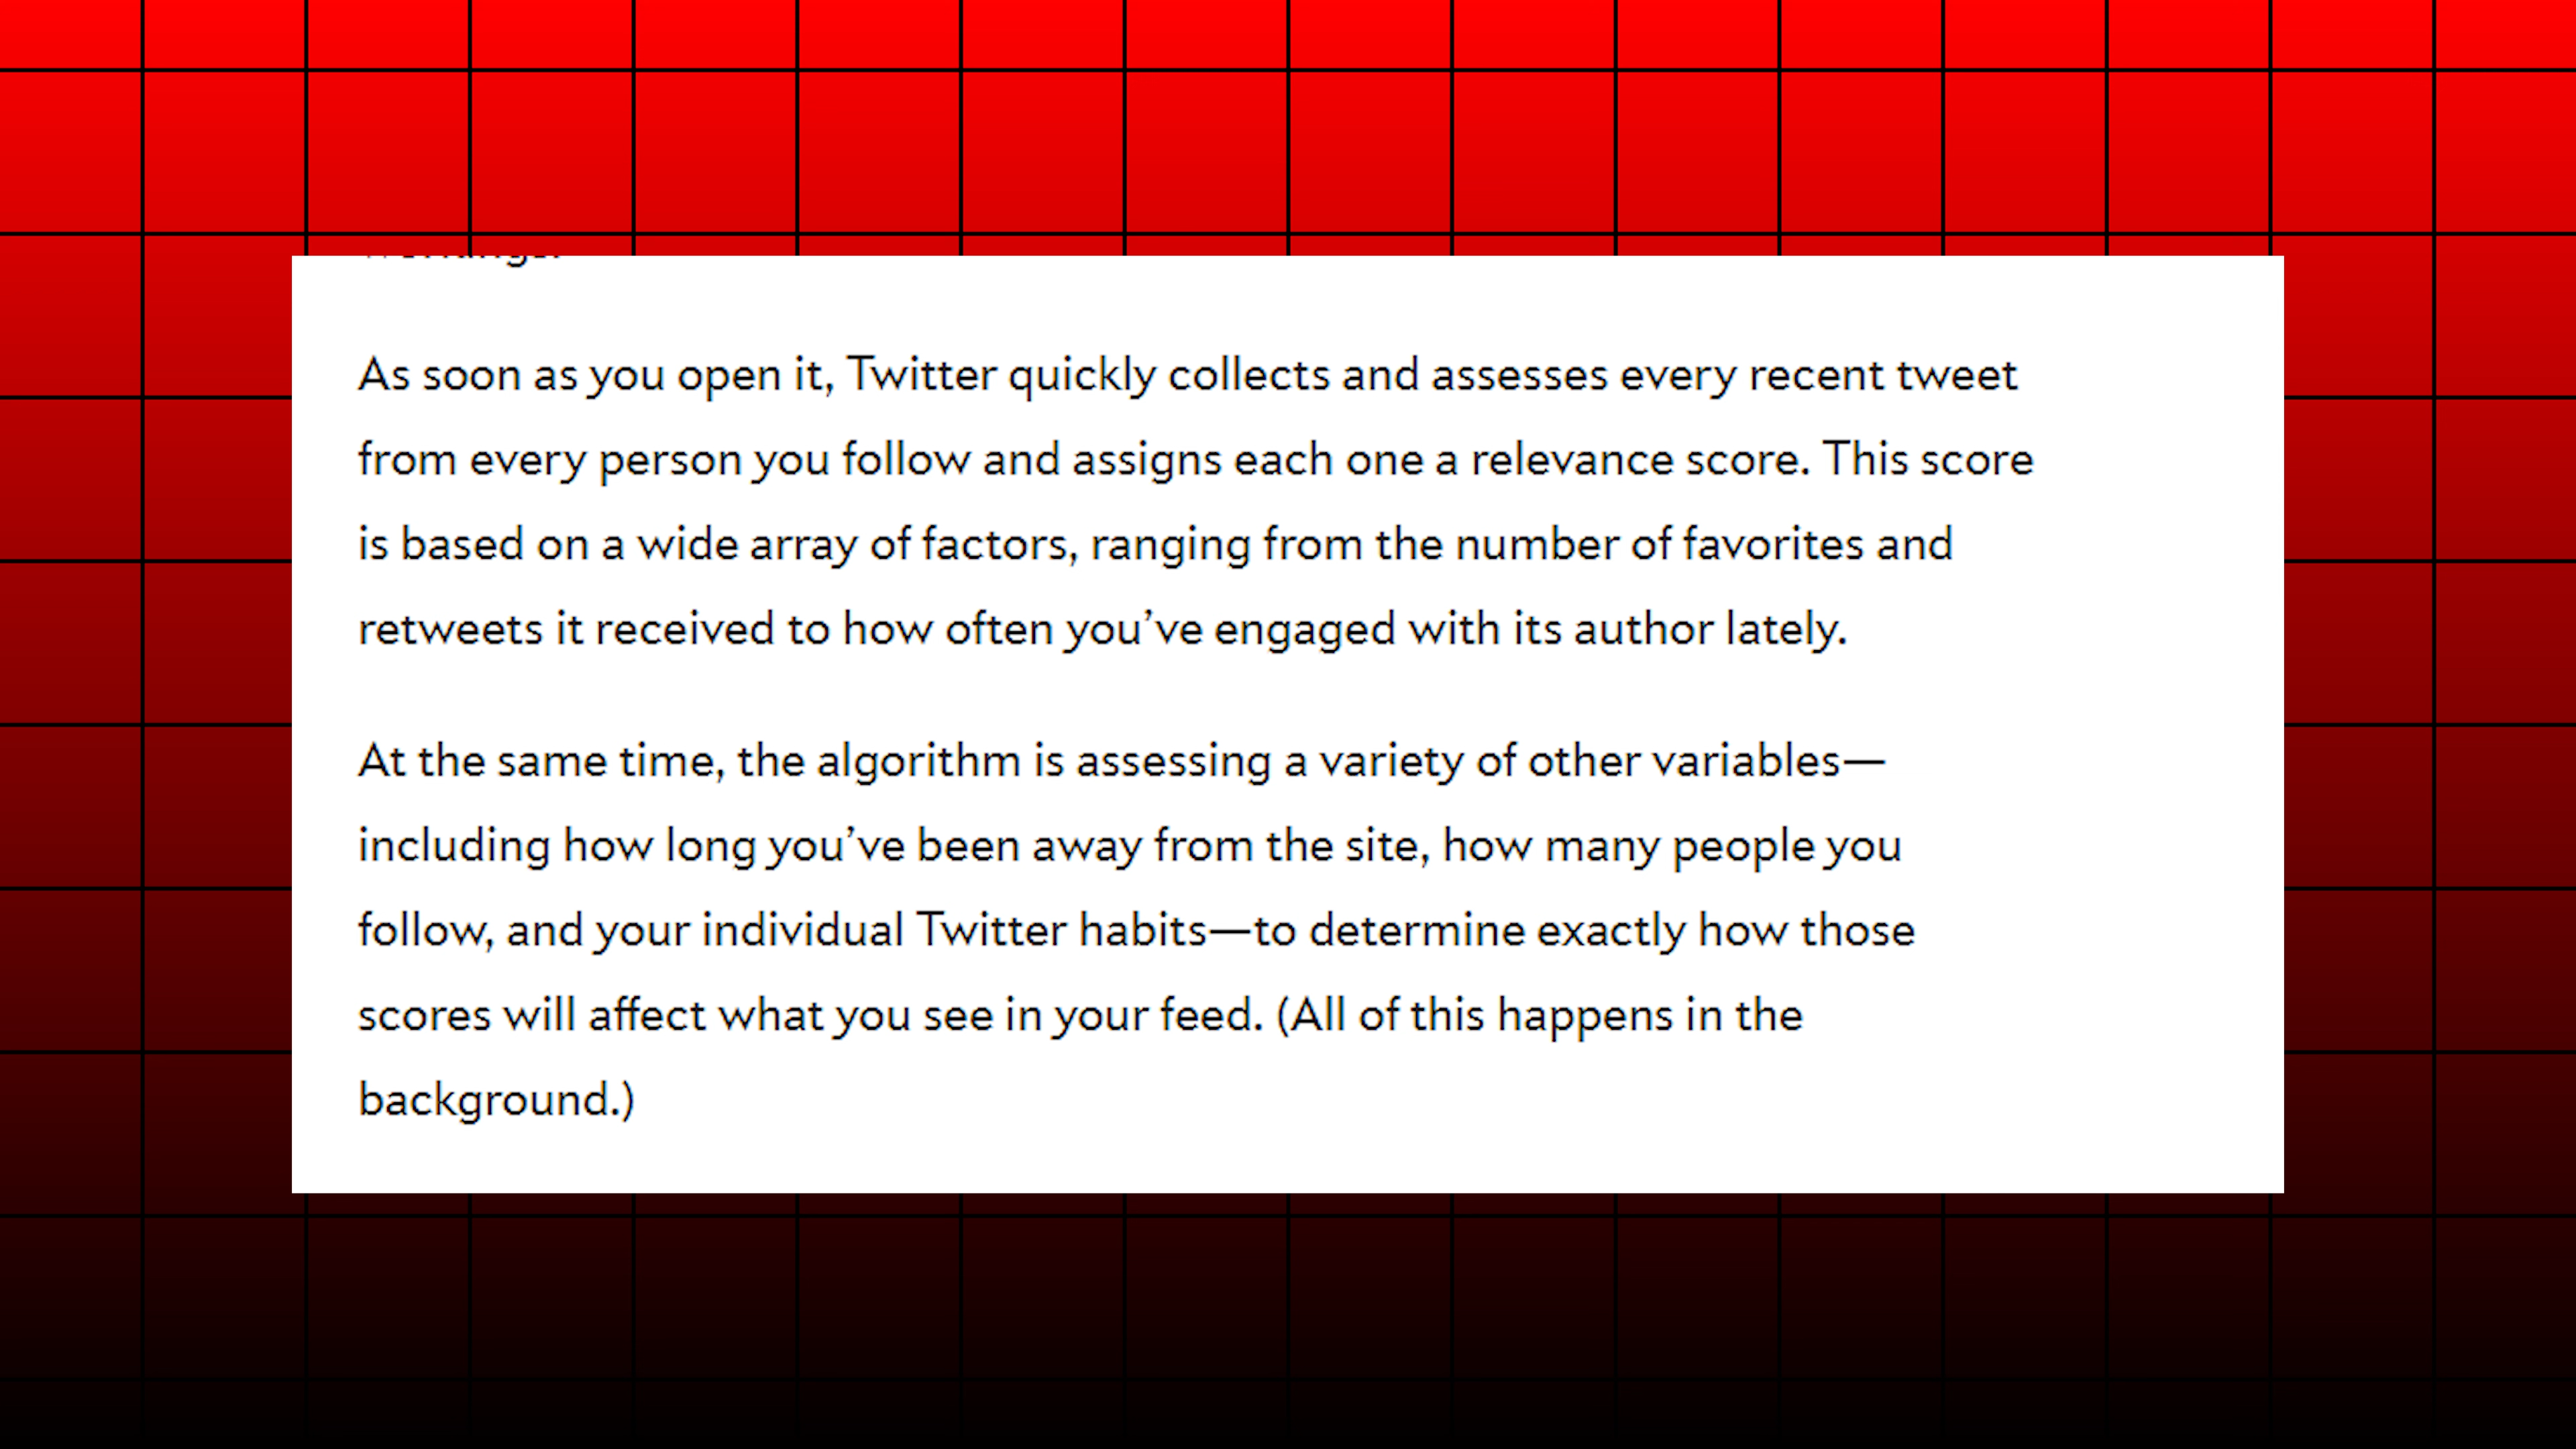 As soon as you open it, Twitter quickly collects and assesses every recent tweet
from every person you follow and assigns each one a relevance score. This score
is based on a wide array of factors, ranging from the number of favorites and
retweets it received to how often you’ve engaged with its author lately.
At the same time, the algorithm is assessing a variety of other variables—
including how long you’ve been away from the site, how many people you
follow, and your individual Twitter habits—to determine exactly how those
scores will affect what you see in your feed. (All of this happens in the
background.)